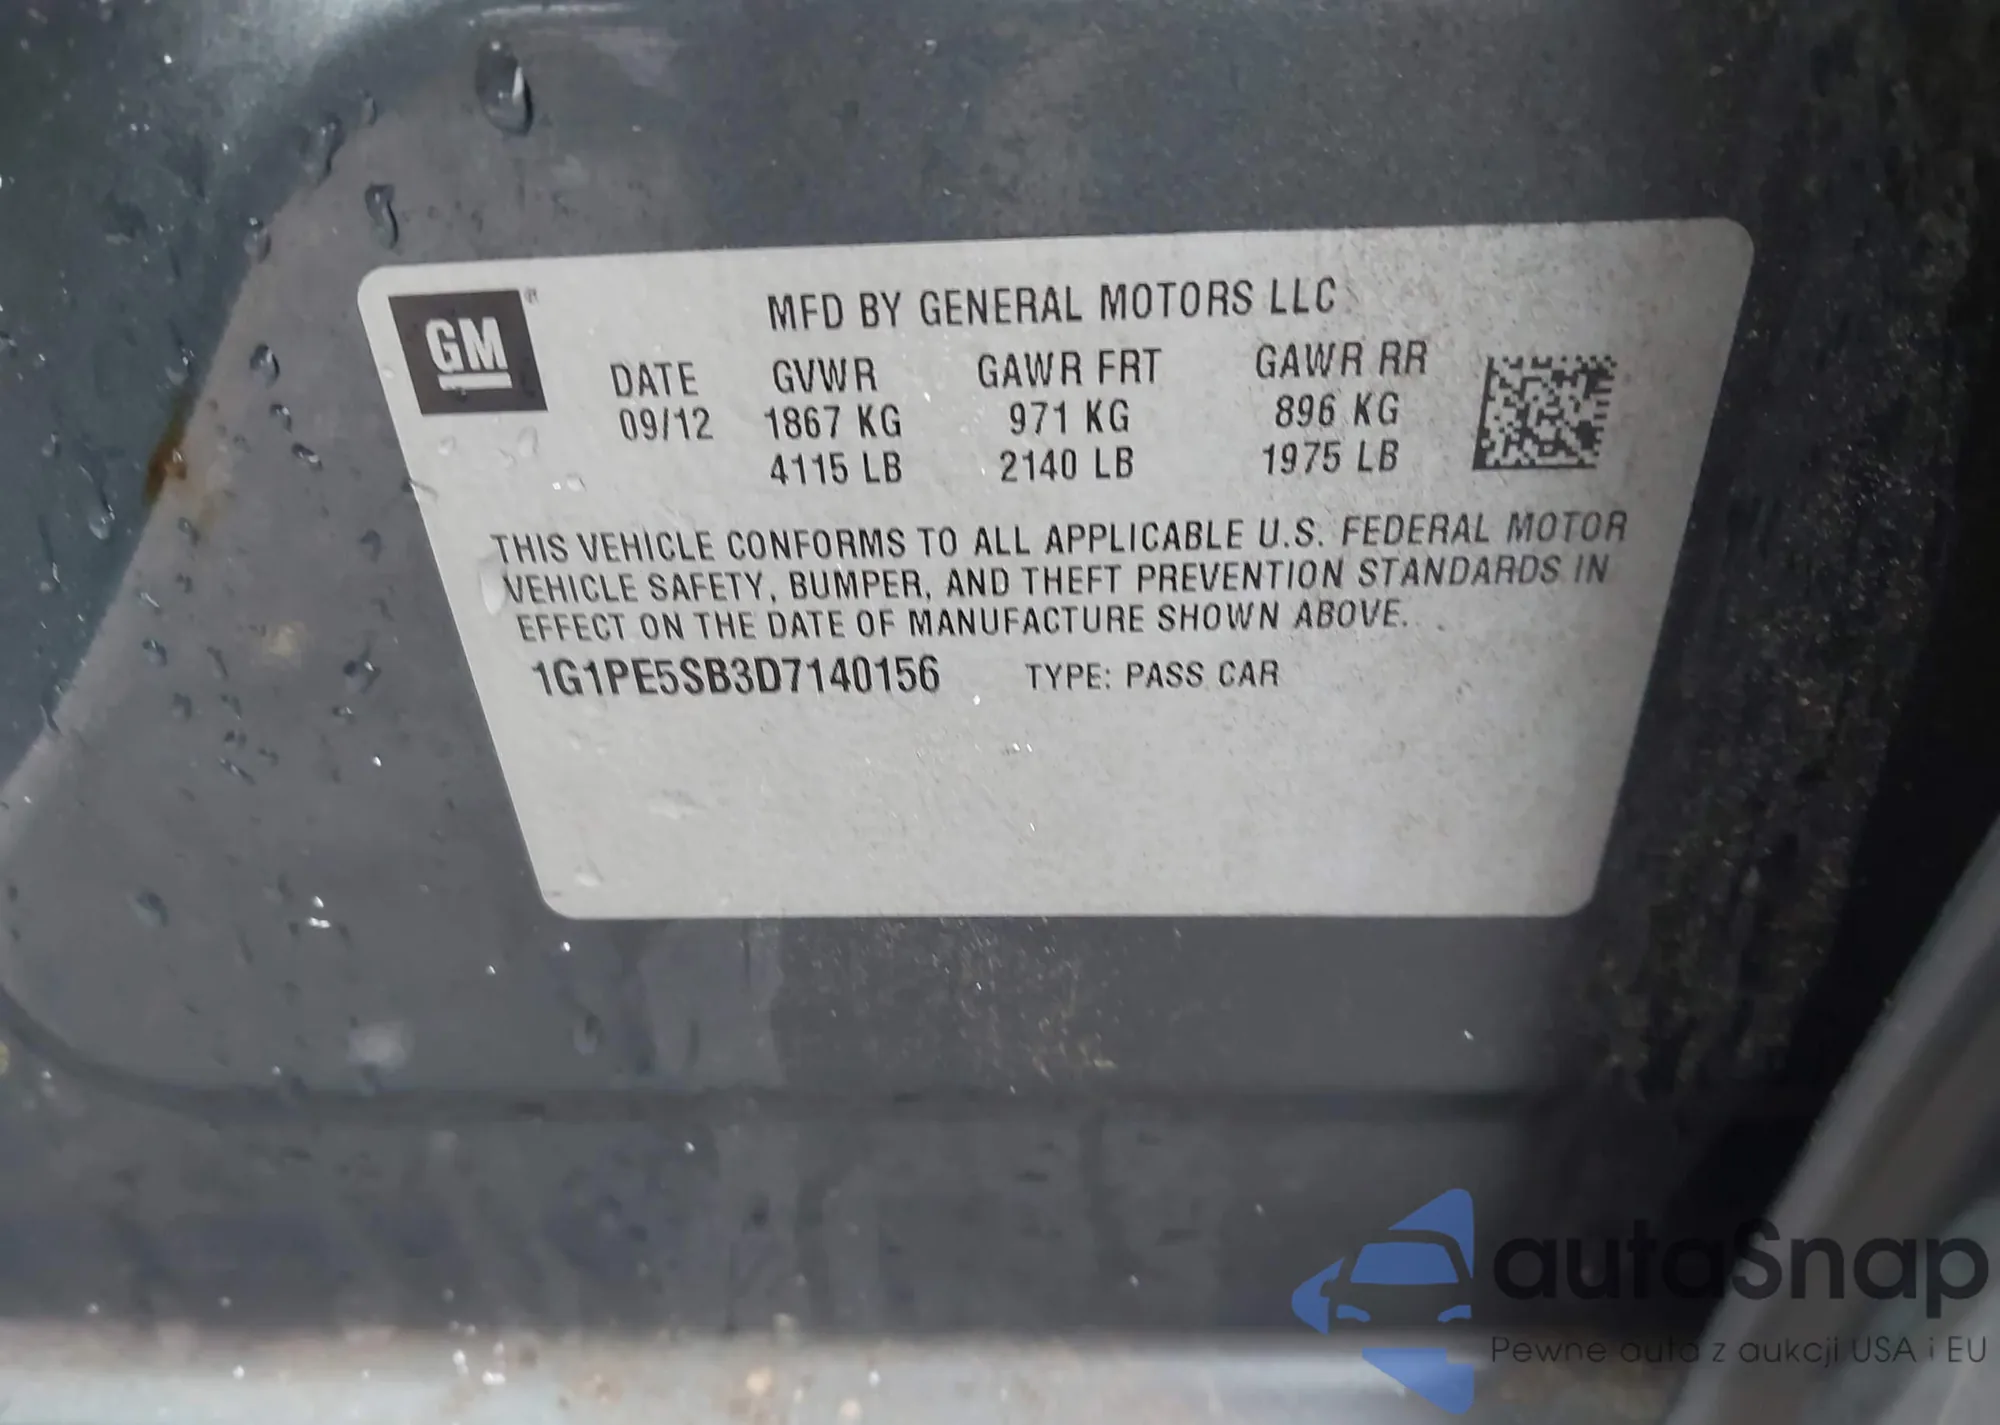 GM®
MFD BY GENERAL MOTORS LLC
DATE GVWR GAWR FRT GAWR RR
09/12 1867 KG 971 KG 896 KG
4115 LB 2140 LB 1975 LB
THIS VEHICLE CONFORMS TO ALL APPLICABLE U.S. FEDERAL MOTOR
VEHICLE SAFETY, BUMPER, AND THEFT PREVENTION STANDARDS IN
EFFECT ON THE DATE OF MANUFACTURE SHOWN ABOVE.
1G1PE5SB3D7140156 TYPE: PASS CAR
autaSnap
Pewne auta z aukcji USA i EU